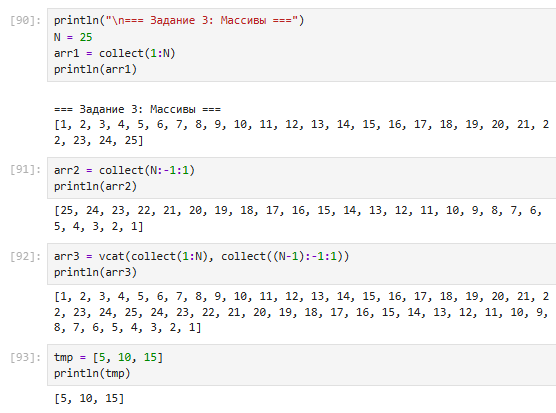 [90]: println("\n=== Задание 3: Массивы ===")
N = 25
arr1 = collect(1:N)
println(arr1)
=== Задание 3: Массивы ===
[1, 2, 3, 4, 5, 6, 7, 8, 9, 10, 11, 12, 13, 14, 15, 16, 17, 18, 19, 20, 21, 2
2, 23, 24, 25]
[91]: arr2 = collect(N:-1:1)
println(arr2)
[25, 24, 23, 22, 21, 20, 19, 18, 17, 16, 15, 14, 13, 12, 11, 10, 9, 8, 7, 6,
5, 4, 3, 2, 1]
[92]: arr3 = vcat(collect(1:N), collect((N-1):-1:1))
println(arr3)
[1, 2, 3, 4, 5, 6, 7, 8, 9, 10, 11, 12, 13, 14, 15, 16, 17, 18, 19, 20, 21, 2
2, 23, 24, 25, 24, 23, 22, 21, 20, 19, 18, 17, 16, 15, 14, 13, 12, 11, 10, 9,
8, 7, 6, 5, 4, 3, 2, 1]
[93]: tmp = [5, 10, 15]
println(tmp)
[5, 10, 15]